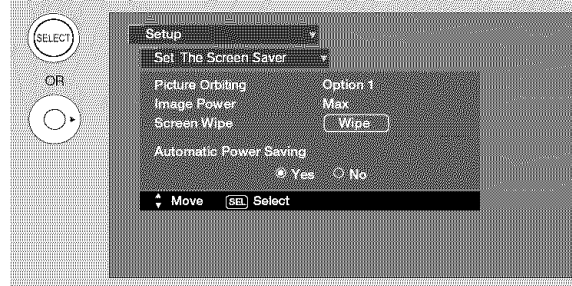 SELECT
OR
Setup
Set The Screen Saver
Picture Orbiting Option 1
Image Power Max
Screen Wipe Wipe
Automatic Power Saving
Yes No
Move SEL Select